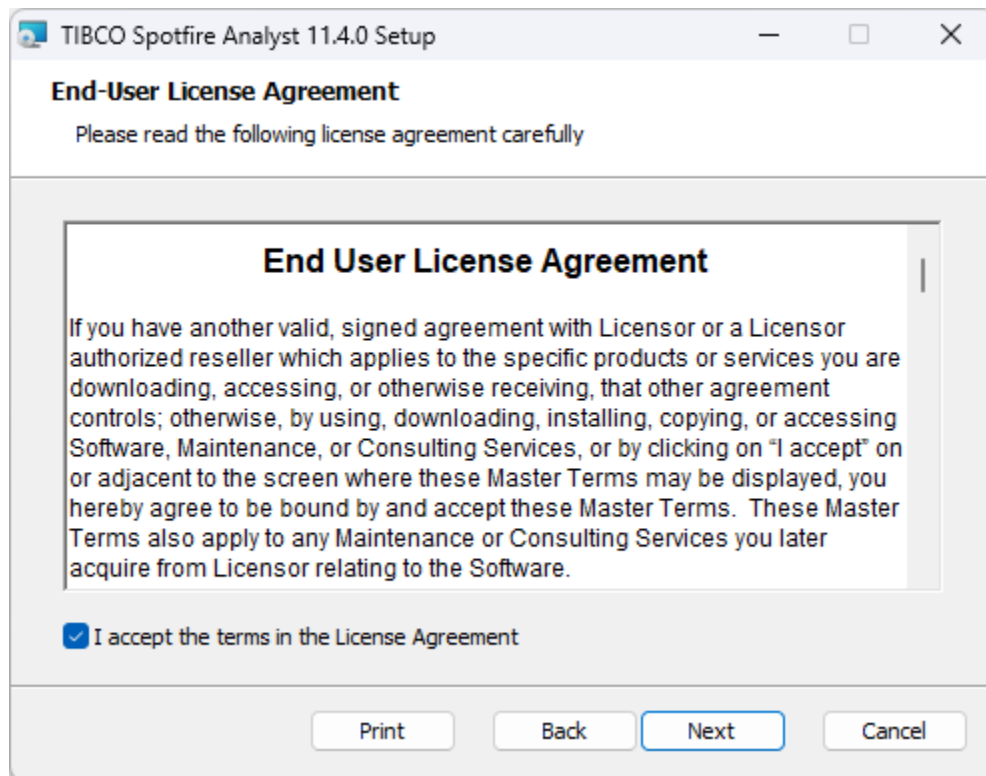 TIBCO Spotfire Analyst 11.4.0 Setup
End-User License Agreement
Please read the following license agreement carefully
End User License Agreement
If you have another valid, signed agreement with Licensor or a Licensor
authorized reseller which applies to the specific products or services you are
downloading, accessing, or otherwise receiving, that other agreement
controls; otherwise, by using, downloading, installing, copying, or accessing
Software, Maintenance, or Consulting Services, or by clicking on “I accept” on
or adjacent to the screen where these Master Terms may be displayed, you
hereby agree to be bound by and accept these Master Terms.  These Master
Terms also apply to any Maintenance or Consulting Services you later
acquire from Licensor relating to the Software.
I accept the terms in the License Agreement
Print Back Next Cancel